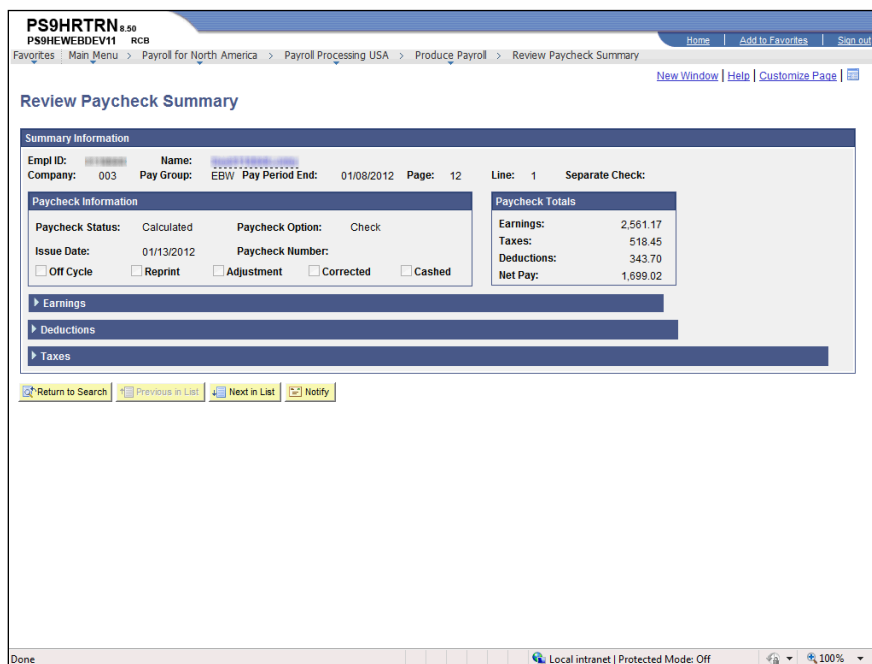 PS9HRTRN 8.50
PS9HEWEBDEV11 RCB
Home | Add to Favorites | Sign out
Favorites Main Menu > Payroll for North America > Payroll Processing USA > Produce Payroll > Review Paycheck Summary
New Window | Help | Customize Page |
Review Paycheck Summary
Summary Information
Empl ID: Name:
Company: 003 Pay Group: EBW Pay Period End: 01/08/2012 Page: 12 Line: 1 Separate Check:
Paycheck Information
Paycheck Status: Calculated Paycheck Option: Check
Issue Date: 01/13/2012 Paycheck Number:
Off Cycle Reprint Adjustment Corrected Cashed
Paycheck Totals
Earnings: 2,561.17
Taxes: 518.45
Deductions: 343.70
Net Pay: 1,699.02
Earnings
Deductions
Taxes
Return to Search Previous in List Next in List Notify
Done Local intranet | Protected Mode: Off 100%